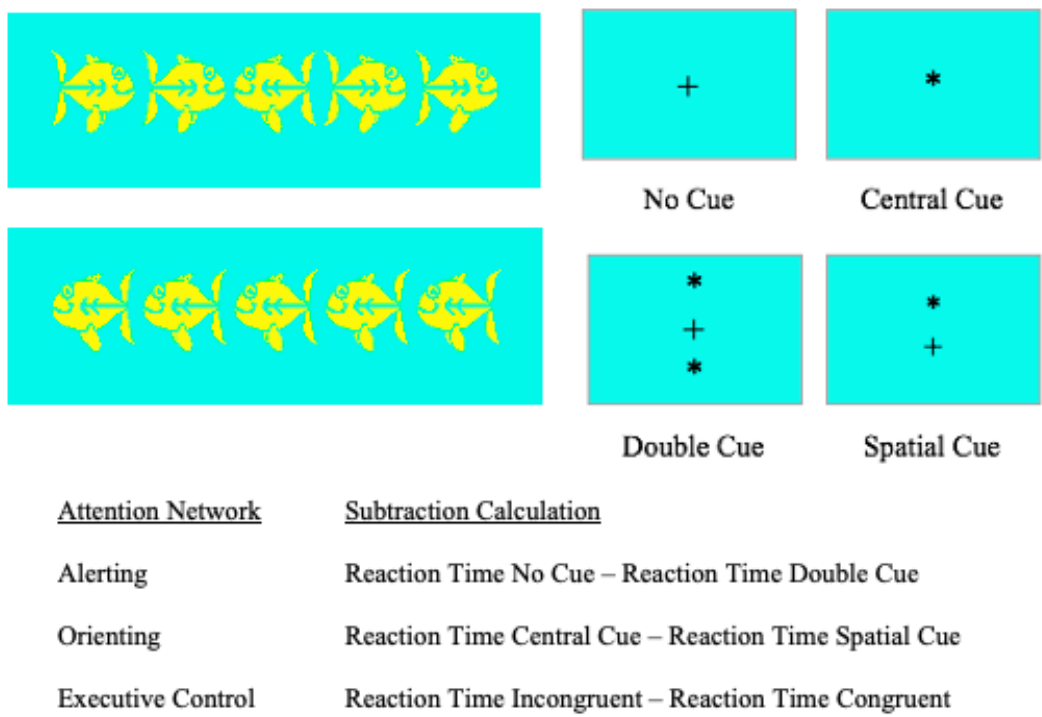 No Cue
Central Cue
Double Cue
Spatial Cue
Attention Network Subtraction Calculation
Alerting Reaction Time No Cue – Reaction Time Double Cue
Orienting Reaction Time Central Cue – Reaction Time Spatial Cue
Executive Control Reaction Time Incongruent – Reaction Time Congruent